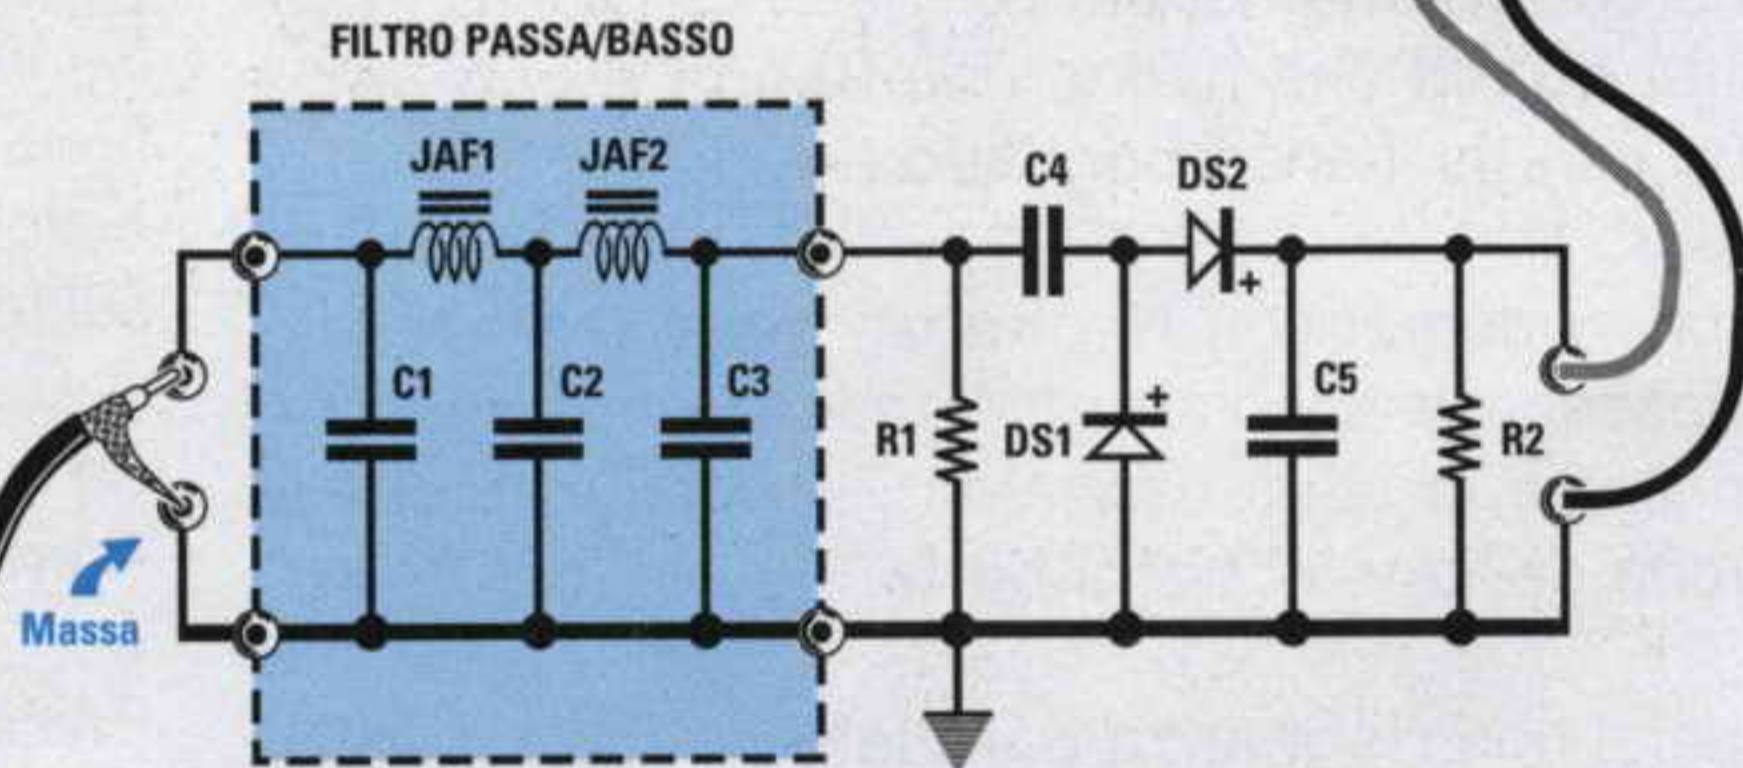 FILTRO PASSA/BASSO
JAF1 JAF2
C4 DS2
+
C1 C2 C3
R1 DS1 + C5 R2
Massa